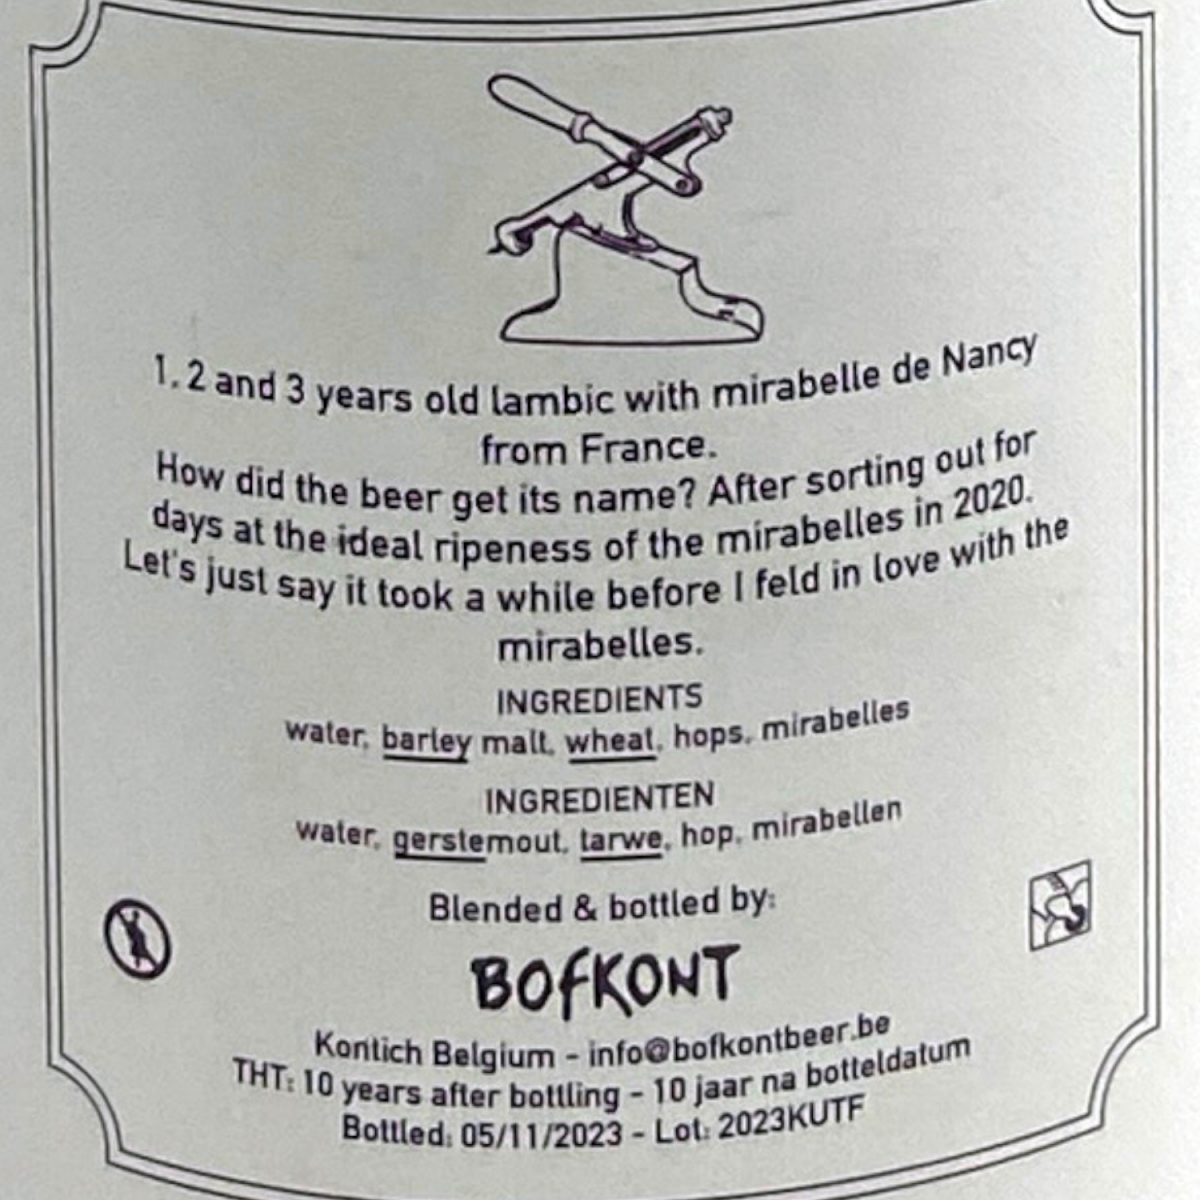 1, 2 and 3 years old lambic with mirabelle de Nancy
from France.
How did the beer get its name? After sorting out for
days at the ideal ripeness of the mirabelles in 2020.
Let's just say it took a while before I feld in love with the
mirabelles.
INGREDIENTS
water, barley malt, wheat, hops, mirabelles
INGREDIENTEN
water, gerstemout, tarwe, hop, mirabellen
Blended & bottled by:
BOFKONT
Kontich Belgium - info@bofkontbeer.be
THT: 10 years after bottling - 10 jaar na botteldatum
Bottled: 05/11/2023 - Lot: 2023KUTF